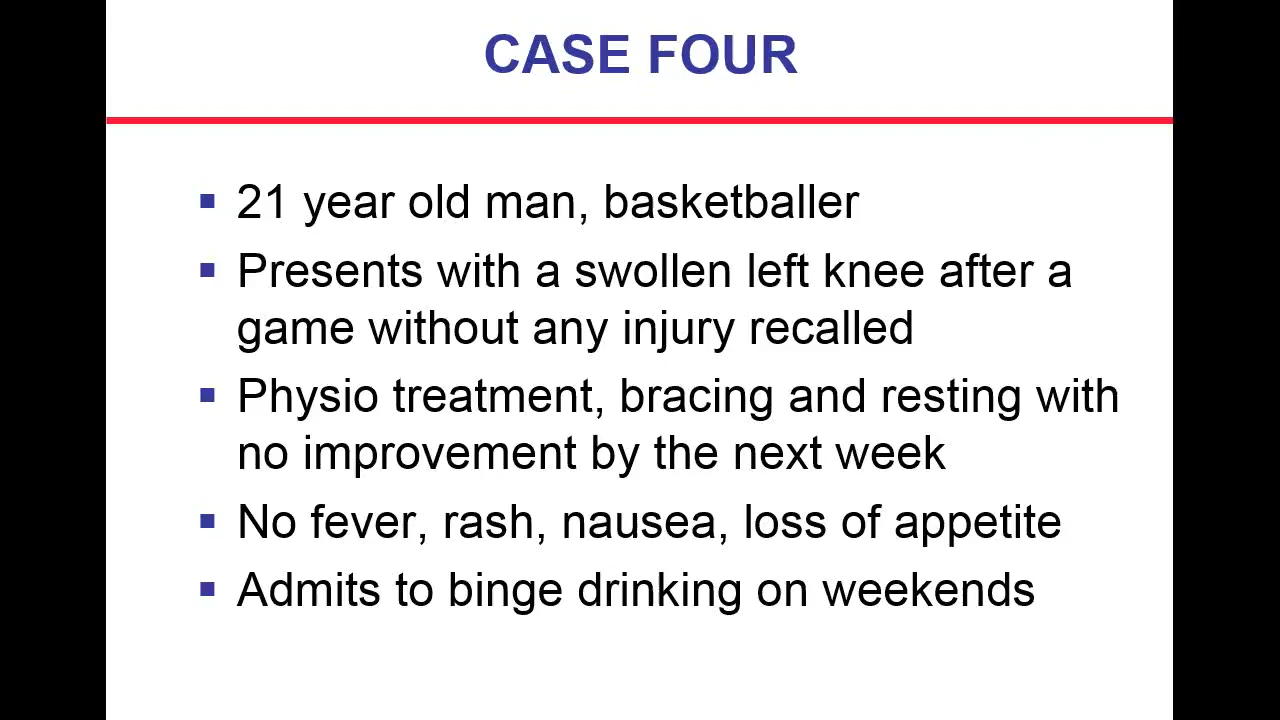 CASE FOUR
21 year old man, basketballer
Presents with a swollen left knee after a
game without any injury recalled
Physio treatment, bracing and resting with
no improvement by the next week
No fever, rash, nausea, loss of appetite
Admits to binge drinking on weekends